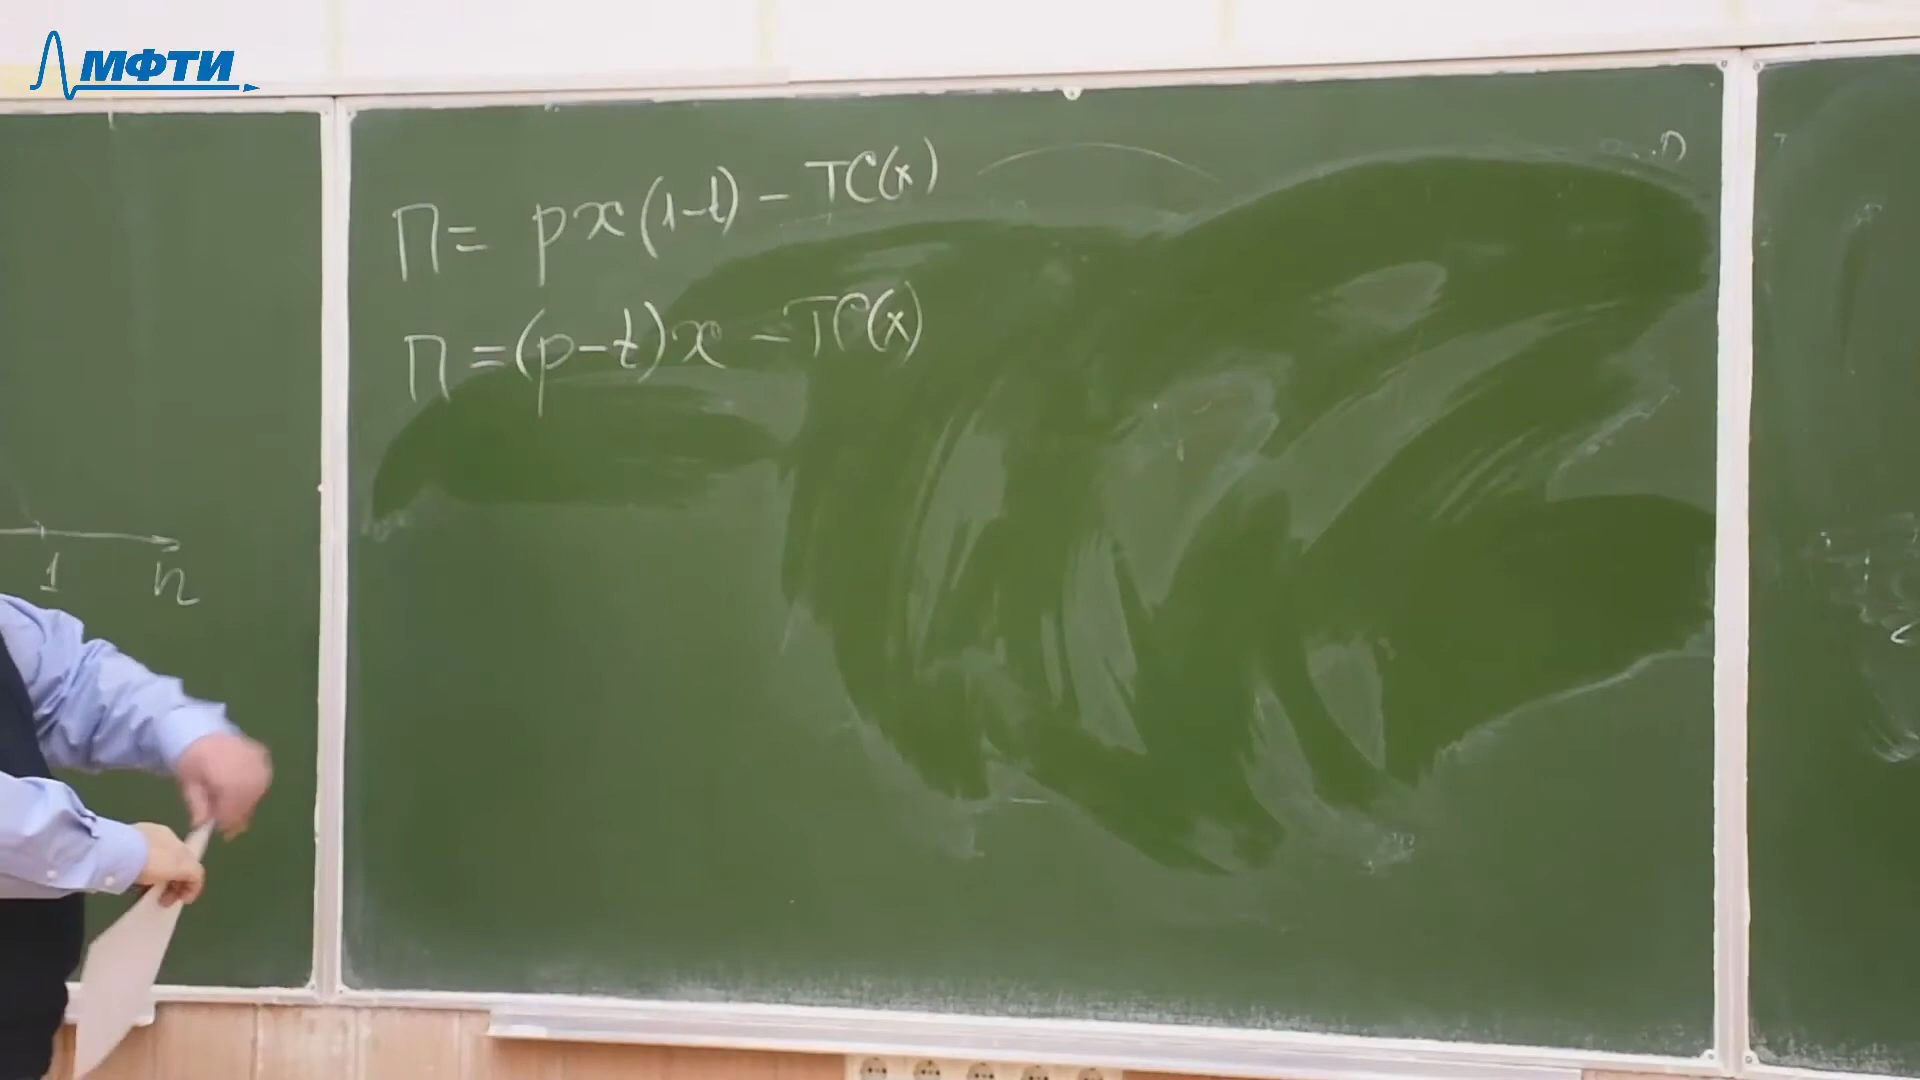 МФТИ
П = px(1-t) - TC(x)
П = (p-t)x - TC(x)
1 n